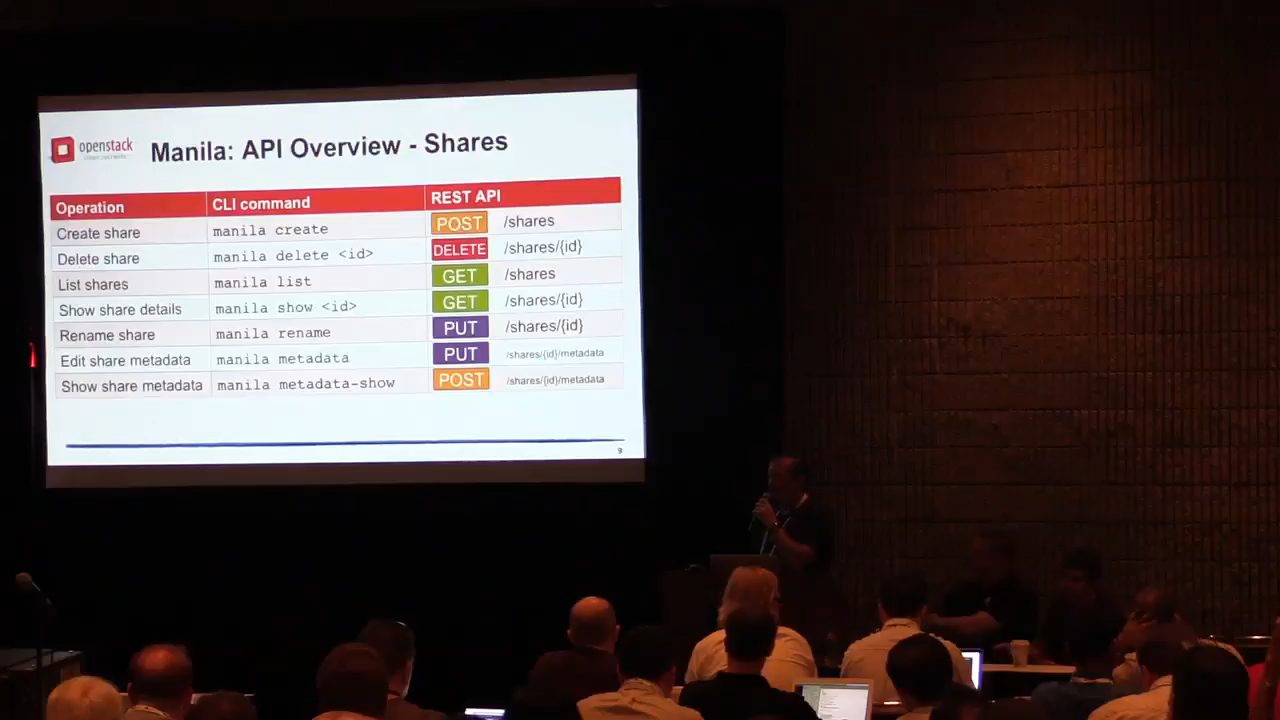 openstack
Manila: API Overview - Shares
Operation CLI command REST API
Create share manila create POST /shares
Delete share manila delete <id> DELETE /shares/{id}
List shares manila list GET /shares
Show share details manila show <id> GET /shares/{id}
Rename share manila rename PUT /shares/{id}
Edit share metadata manila metadata PUT /shares/{id}/metadata
Show share metadata manila metadata-show POST /shares/{id}/metadata
9